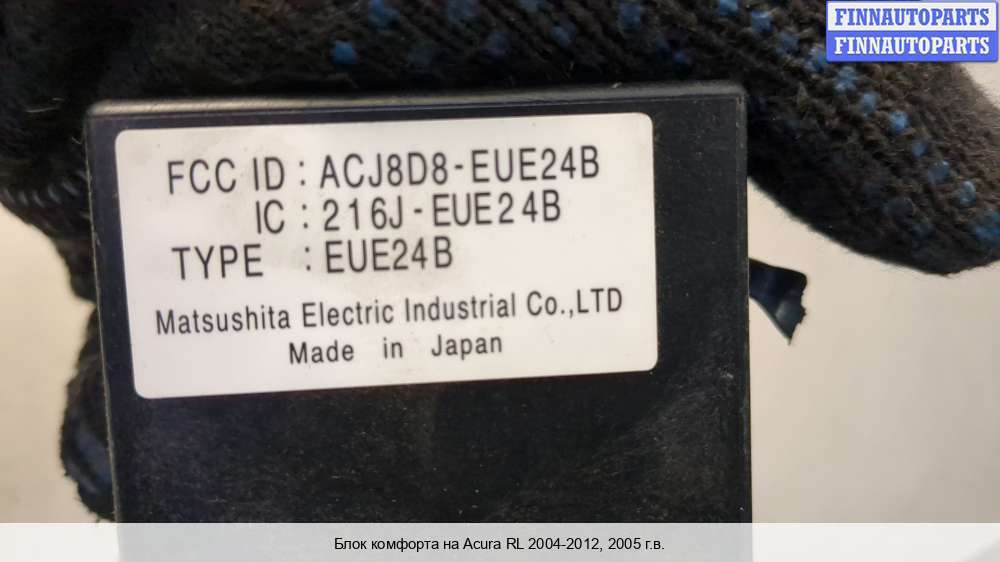 FINNAUTOPARTS
FINNAUTOPARTS
FCC ID : ACJ8D8-EUE24B
IC : 216J-EUE24B
TYPE : EUE24B
Matsushita Electric Industrial Co.,LTD
Made in Japan
Блок комфорта на Acura RL 2004-2012, 2005 г.в.